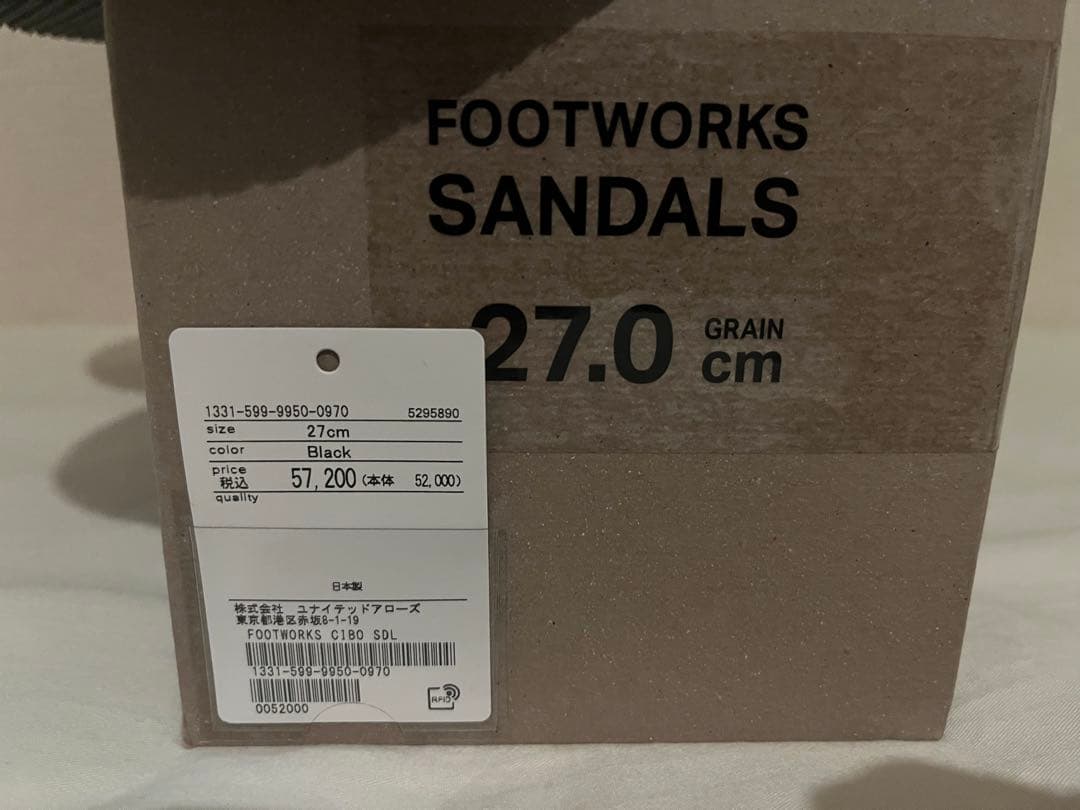 FOOTWORKS
SANDALS
27.0 GRAIN cm
1331-599-9950-0970 5295890
size 27cm
color Black
price 税込 57,200 (本体 52,000)
quality
日本製
株式会社 ユナイテッドアローズ
東京都港区赤坂8-1-19
FOOTWORKS CIBO SDL
1331-599-9950-0970
0052000
RFID